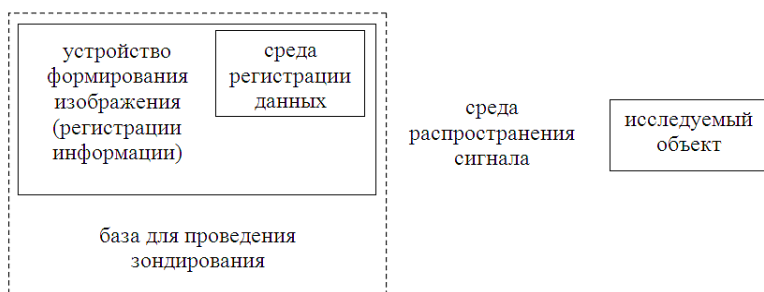 устройство
формирования
изображения
(регистрации
информации)
среда
регистрации
данных
база для проведения
зондирования
среда
распространения
сигнала
исследуемый
объект